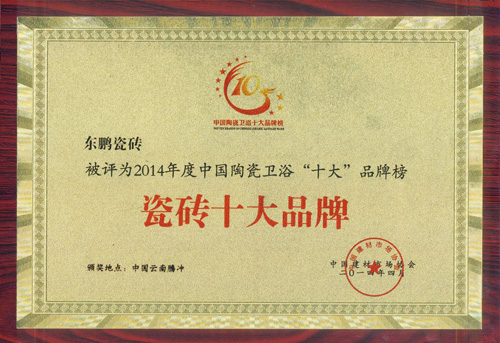 105
中国陶瓷卫浴十大品牌榜
东鹏瓷砖
被评为2014年度中国陶瓷卫浴“十大”品牌榜
瓷砖十大品牌
颁奖地点：中国云南腾冲
中国建材市场协会
二〇一四年四月